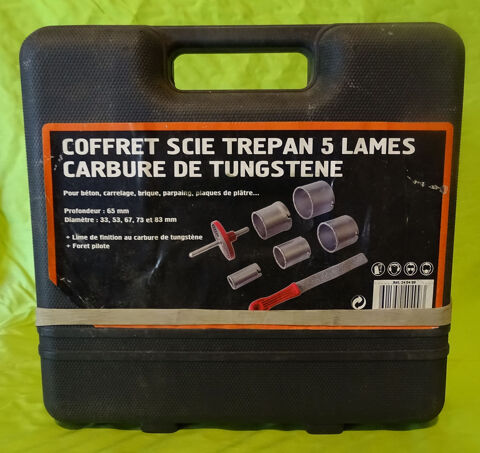 COFFRET SCIE TREPAN 5 LAMES
CARBURE DE TUNGSTENE
Pour béton, carrelage, brique, parpaing, plaques de plâtre...
Profondeur : 65 mm
Diamètre : 33, 53, 67, 73 et 83 mm
+ Lime de finition au carbure de tungstène
+ Foret pilote